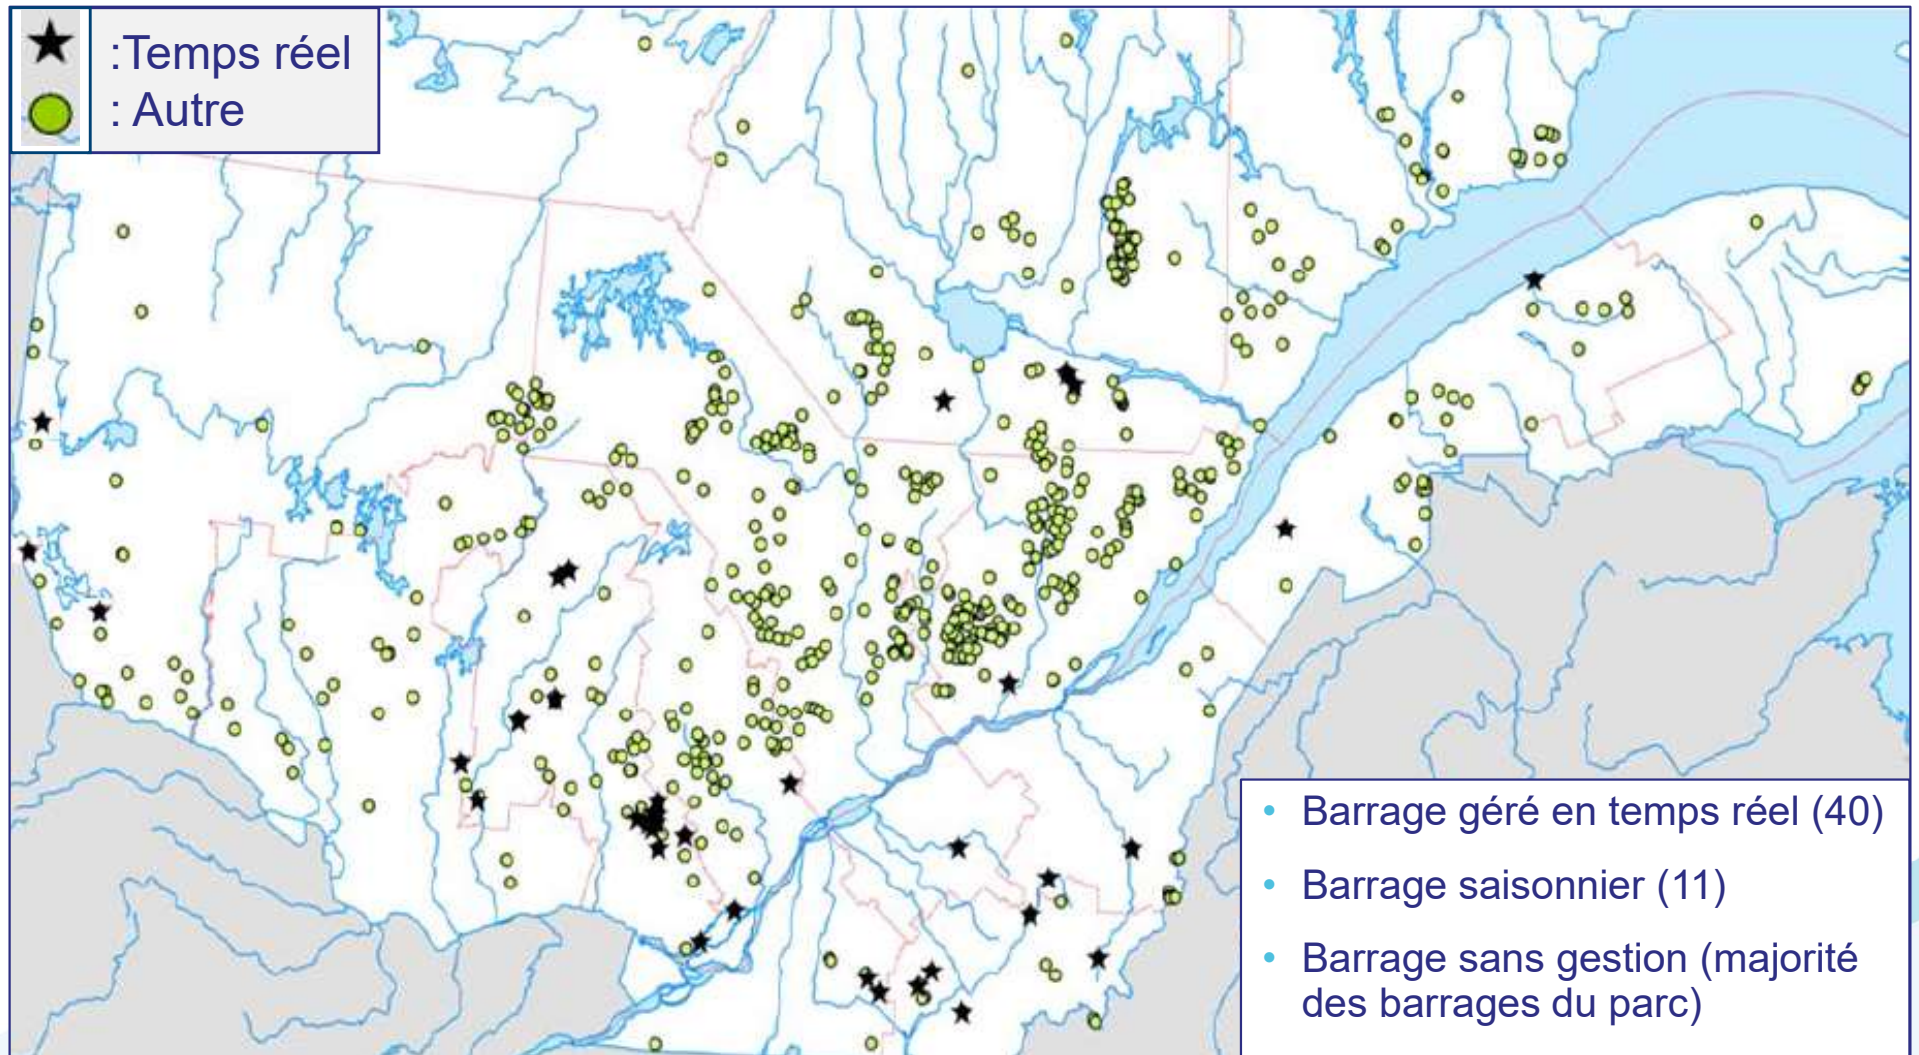 :Temps réel
: Autre
• Barrage géré en temps réel (40)
• Barrage saisonnier (11)
• Barrage sans gestion (majorité
des barrages du parc)